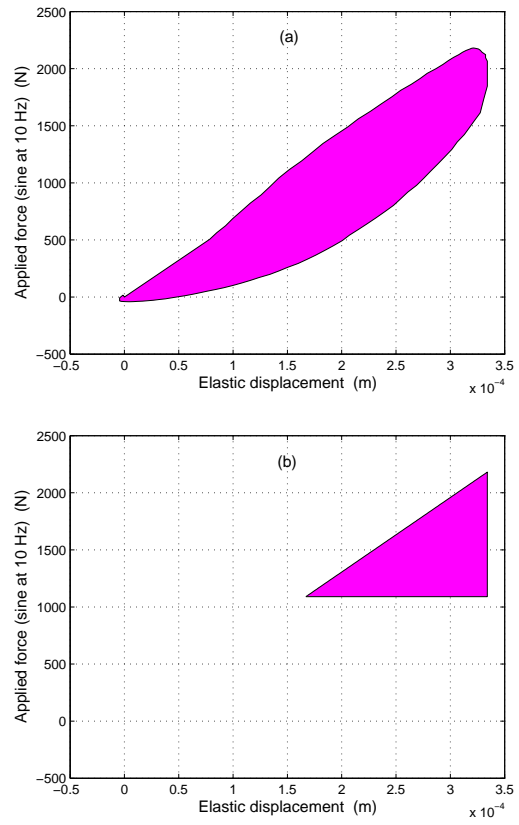 (a)
2500
2000
1500
1000
500
0
−500
Applied force (sine at 10 Hz) (N)
−0.5 0 0.5 1 1.5 2 2.5 3 3.5
Elastic displacement (m)
x 10⁻⁴
(b)
2500
2000
1500
1000
500
0
−500
Applied force (sine at 10 Hz) (N)
−0.5 0 0.5 1 1.5 2 2.5 3 3.5
Elastic displacement (m)
x 10⁻⁴